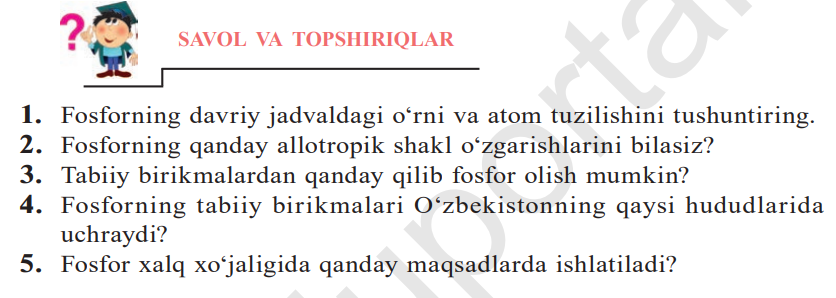 ?
SAVOL VA TOPSHIRIQLAR
1. Fosforning davriy jadvaldagi o‘rni va atom tuzilishini tushuntiring.
2. Fosforning qanday allotropik shakl o‘zgarishlarini bilasiz?
3. Tabiiy birikmalardan qanday qilib fosfor olish mumkin?
4. Fosforning tabiiy birikmalari O‘zbekistonning qaysi hududlarida
uchraydi?
5. Fosfor xalq xo‘jaligida qanday maqsadlarda ishlatiladi?